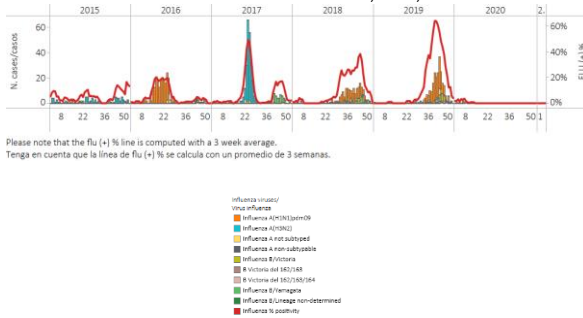 2015 2016 2017 2018 2019 2020 2.
N. cases/casos
60
40
20
0
60%
40%
20%
0%
% (+) FLU
8 22 36 50 8 22 36 50 8 22 36 50 8 22 36 50 8 22 36 50 8 22 36 50 1
Please note that the flu (+) % line is computed with a 3 week average.
Tenga en cuenta que la línea de flu (+) % se calcula con un promedio de 3 semanas.
Influenza viruses/
Virus influenza
Influenza A(H1N1)pdm09
Influenza A(H3N2)
Influenza A not subtyped
Influenza A non-subtypable
Influenza B/Victoria
B Victoria del 162/163
B Victoria del 162/163/164
Influenza B/Yamagata
Influenza B/Lineage non-determined
Influenza % positivity